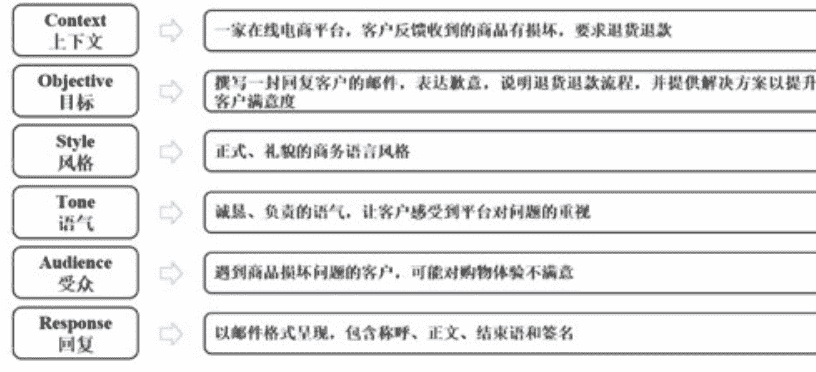 Context
上下文
一家在线电商平台，客户反馈收到的商品有损坏，要求退货退款
Objective
目标
撰写一封回复客户的邮件，表达歉意，说明退货退款流程，并提供解决方案以提升
客户满意度
Style
风格
正式、礼貌的商务语言风格
Tone
语气
诚恳、负责的语气，让客户感受到平台对问题的重视
Audience
受众
遇到商品损坏问题的客户，可能对购物体验不满意
Response
回复
以邮件格式呈现，包含称呼、正文、结束语和签名